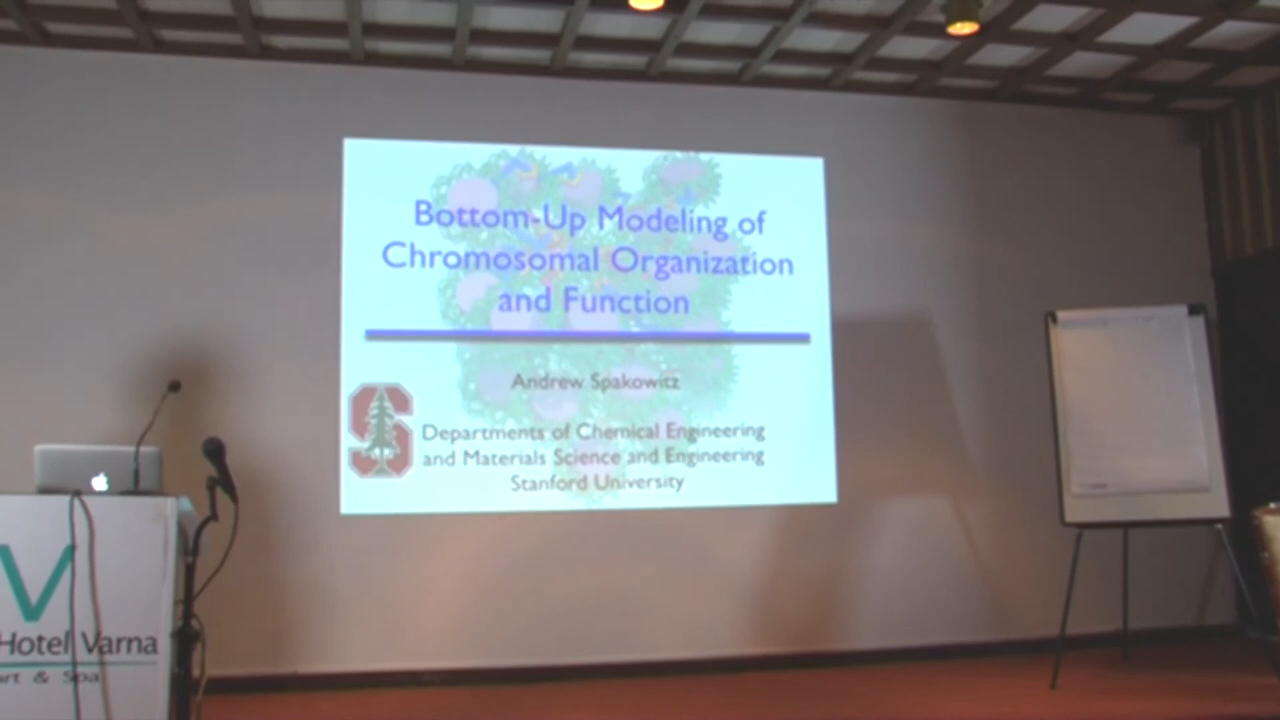 Bottom-Up Modeling of
Chromosomal Organization
and Function
Andrew Spakowitz
Departments of Chemical Engineering
and Materials Science and Engineering
Stanford University
S
V
Hotel Varna
& Spa